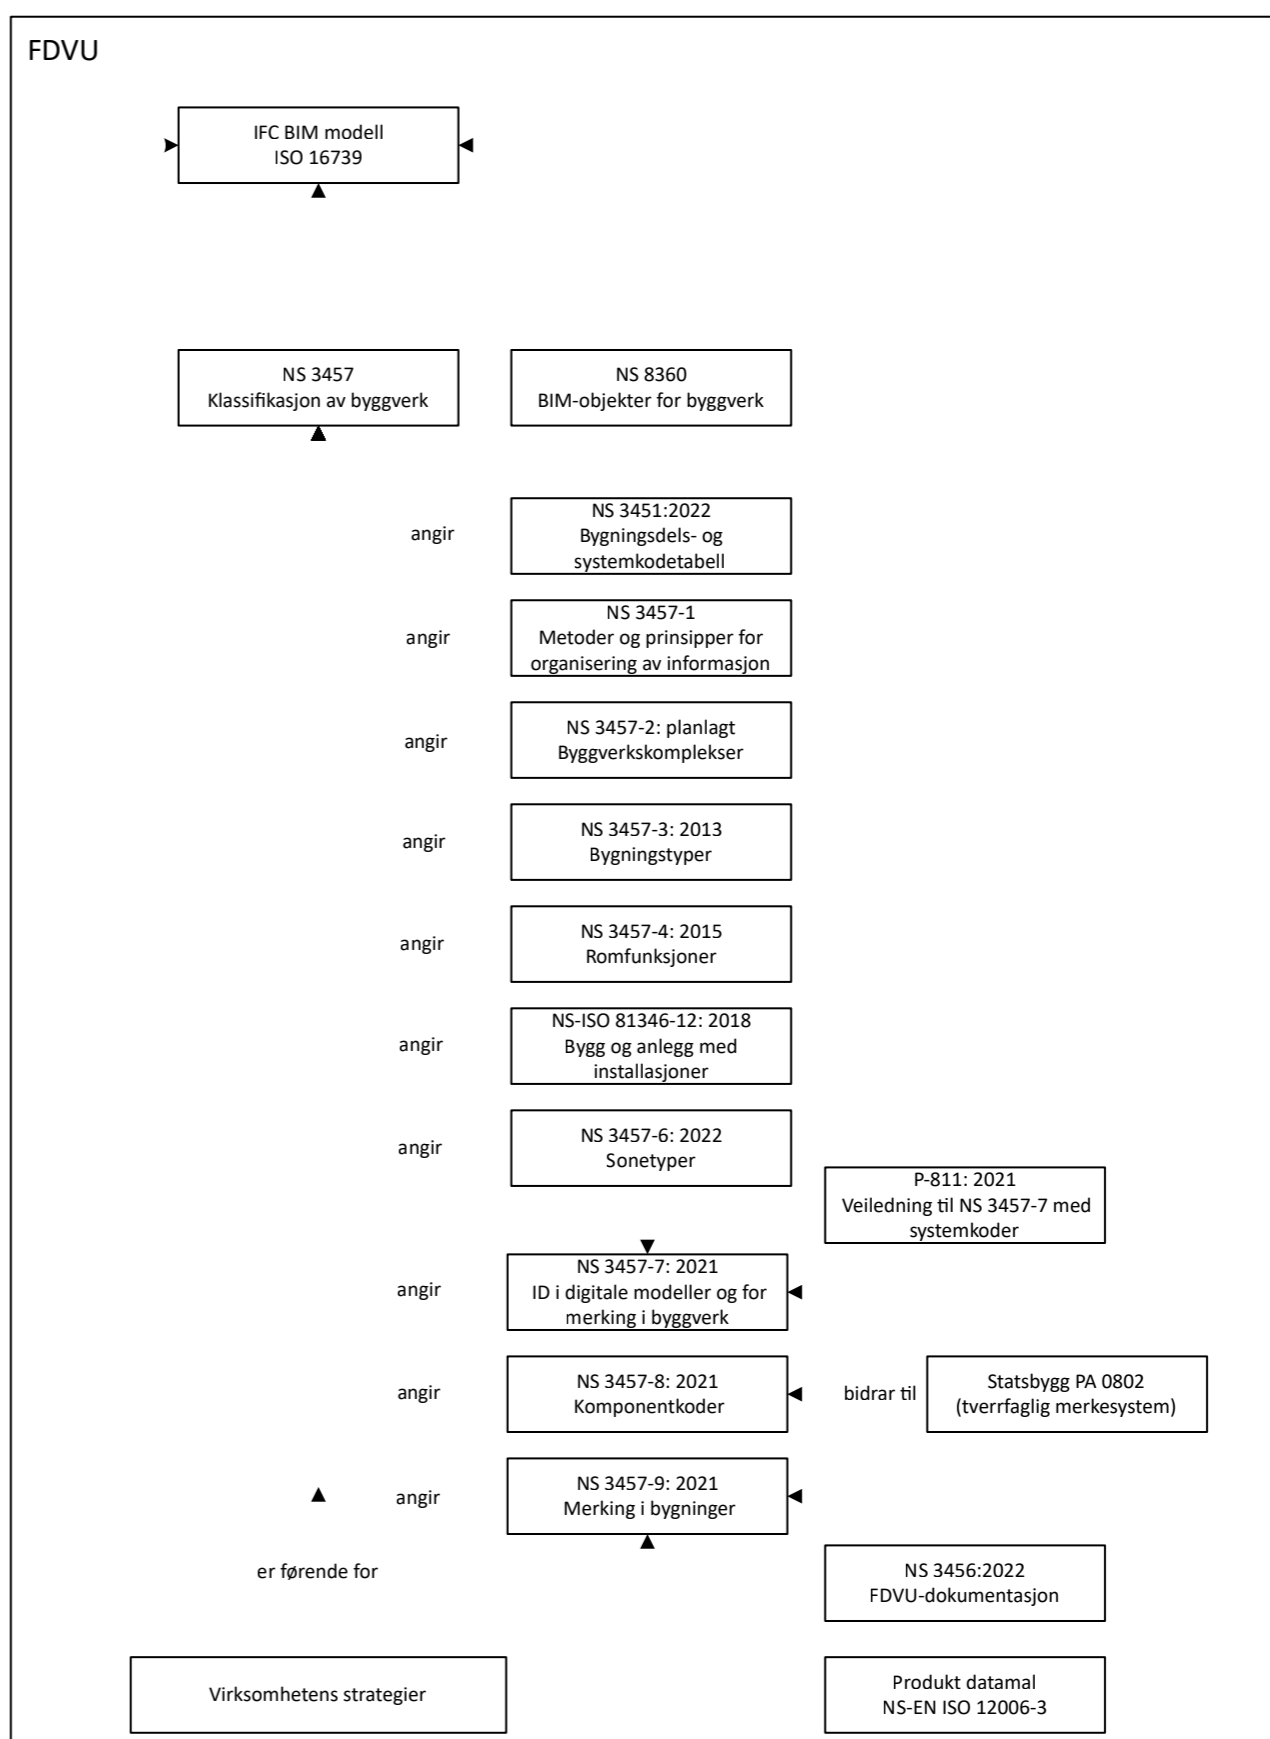 FDVU
IFC BIM modell
ISO 16739
NS 3457
Klassifikasjon av byggverk
NS 8360
BIM-objekter for byggverk
angir
NS 3451:2022
Bygningsdels- og
systemkodetabell
angir
NS 3457-1
Metoder og prinsipper for
organisering av informasjon
angir
NS 3457-2: planlagt
Byggverkskomplekser
angir
NS 3457-3: 2013
Bygningstyper
angir
NS 3457-4: 2015
Romfunksjoner
angir
NS-ISO 81346-12: 2018
Bygg og anlegg med
installasjoner
angir
NS 3457-6: 2022
Sonetyper
P-811: 2021
Veiledning til NS 3457-7 med
systemkoder
angir
NS 3457-7: 2021
ID i digitale modeller og for
merking i byggverk
angir
NS 3457-8: 2021
Komponentkoder
bidrar til
Statsbygg PA 0802
(tverrfaglig merkesystem)
angir
NS 3457-9: 2021
Merking i bygninger
er førende for
NS 3456:2022
FDVU-dokumentasjon
Virksomhetens strategier
Produkt datamal
NS-EN ISO 12006-3